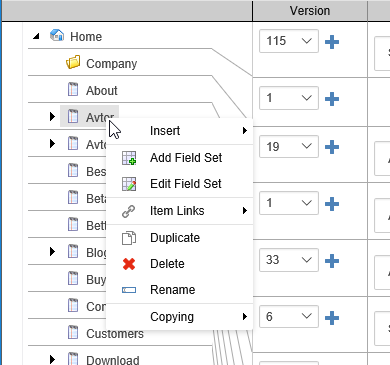 Version
Home
115
Company
About
1
Avtor
Insert
19
Avto
Add Field Set
Bes
Edit Field Set
Beta
Item Links
1
Bett
Duplicate
Blog
Delete
33
Buy
Rename
Con
Copying
6
Customers
Download